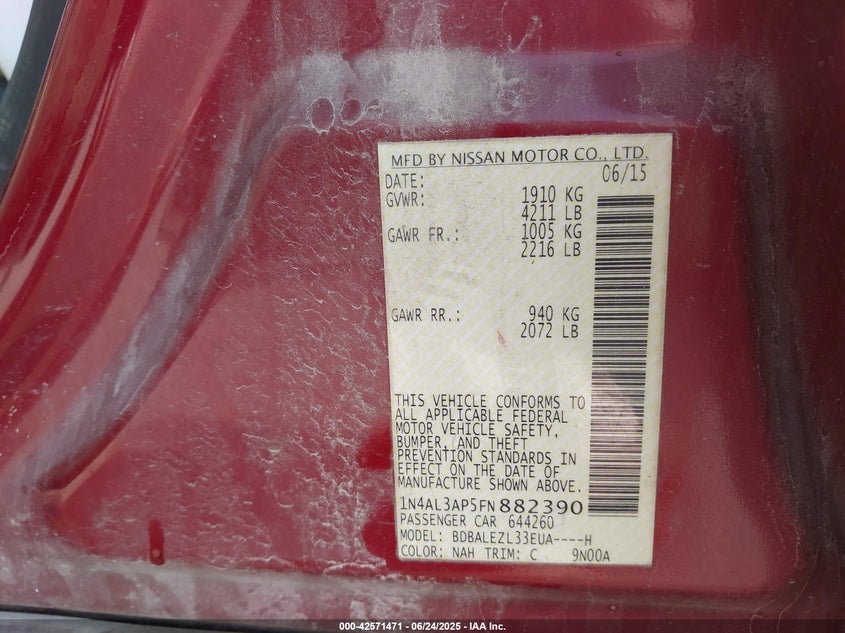 MFD BY NISSAN MOTOR CO., LTD.
DATE: 06/15
GVWR: 1910 KG
4211 LB
GAWR FR.: 1005 KG
2216 LB
GAWR RR.: 940 KG
2072 LB
THIS VEHICLE CONFORMS TO
ALL APPLICABLE FEDERAL
MOTOR VEHICLE SAFETY,
BUMPER, AND THEFT
PREVENTION STANDARDS IN
EFFECT ON THE DATE OF
MANUFACTURE SHOWN ABOVE.
1N4AL3AP5FN882390
PASSENGER CAR 644260
MODEL: BDBALEZL33EUA----H
COLOR: NAH TRIM: C 9N00A
000-42571471 - 06/24/2025 - IAA Inc.